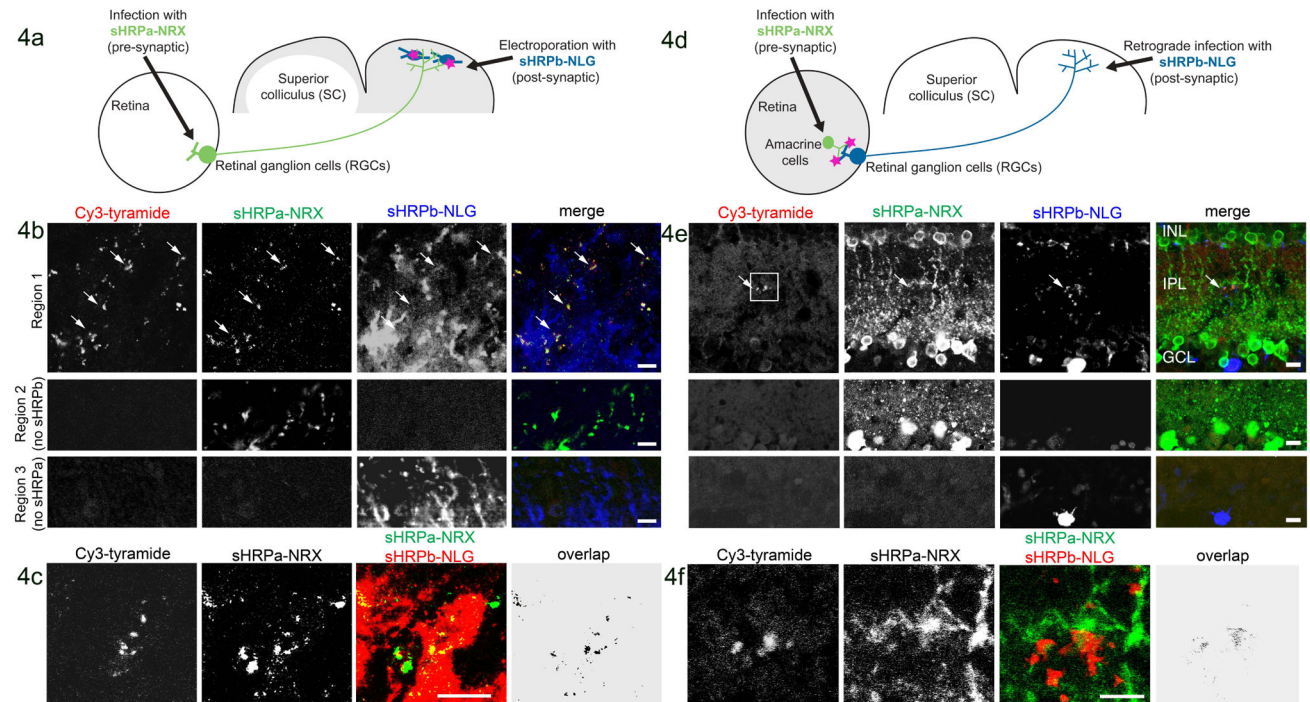 4a
Infection with
sHRPa-NRX
(pre-synaptic)
Retina
Superior
colliculus (SC)
Electroporation with
sHRPb-NLG
(post-synaptic)
Retinal ganglion cells (RGCs)
4d
Infection with
sHRPa-NRX
(pre-synaptic)
Retina
Amacrine
cells
Superior
colliculus (SC)
Retrograde infection with
sHRPb-NLG
(post-synaptic)
Retinal ganglion cells (RGCs)
4b
Cy3-tyramide sHRPa-NRX sHRPb-NLG merge
Region 1
Region 2
(no sHRPb)
Region 3
(no sHRPa)
4e
Cy3-tyramide sHRPa-NRX sHRPb-NLG merge
INL
IPL
GCL
4c
Cy3-tyramide sHRPa-NRX sHRPa-NRX overlap
sHRPb-NLG
4f
Cy3-tyramide sHRPa-NRX sHRPa-NRX overlap
sHRPb-NLG